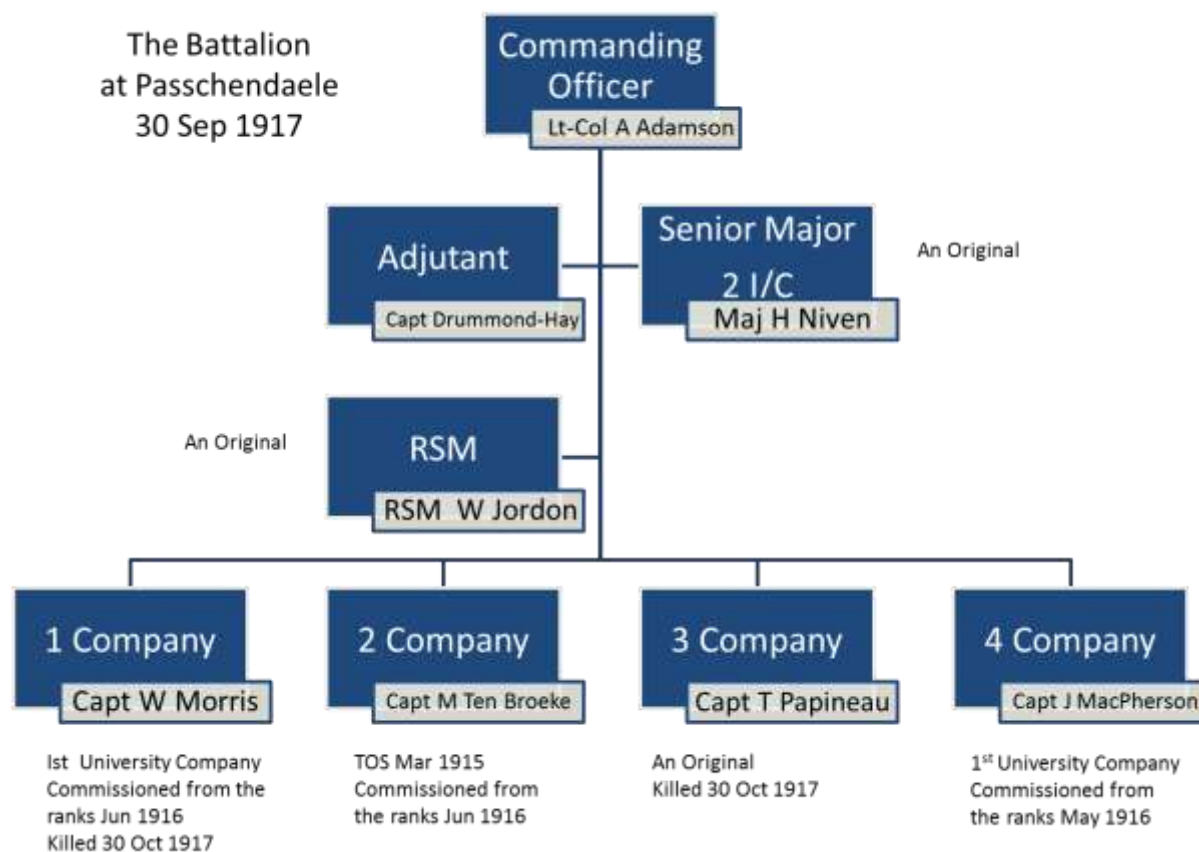 The Battalion
at Passchendaele
30 Sep 1917
Commanding
Officer
Lt-Col A Adamson
Adjutant
Capt Drummond-Hay
Senior Major
2 I/C
Maj H Niven
An Original
An Original
RSM
RSM W Jordon
1 Company
Capt W Morris
2 Company
Capt M Ten Broeke
3 Company
Capt T Papineau
4 Company
Capt J MacPherson
Ist University Company
Commissioned from the
ranks Jun 1916
Killed 30 Oct 1917
TOS Mar 1915
Commissioned from
the ranks Jun 1916
An Original
Killed 30 Oct 1917
1st University Company
Commissioned from
the ranks May 1916